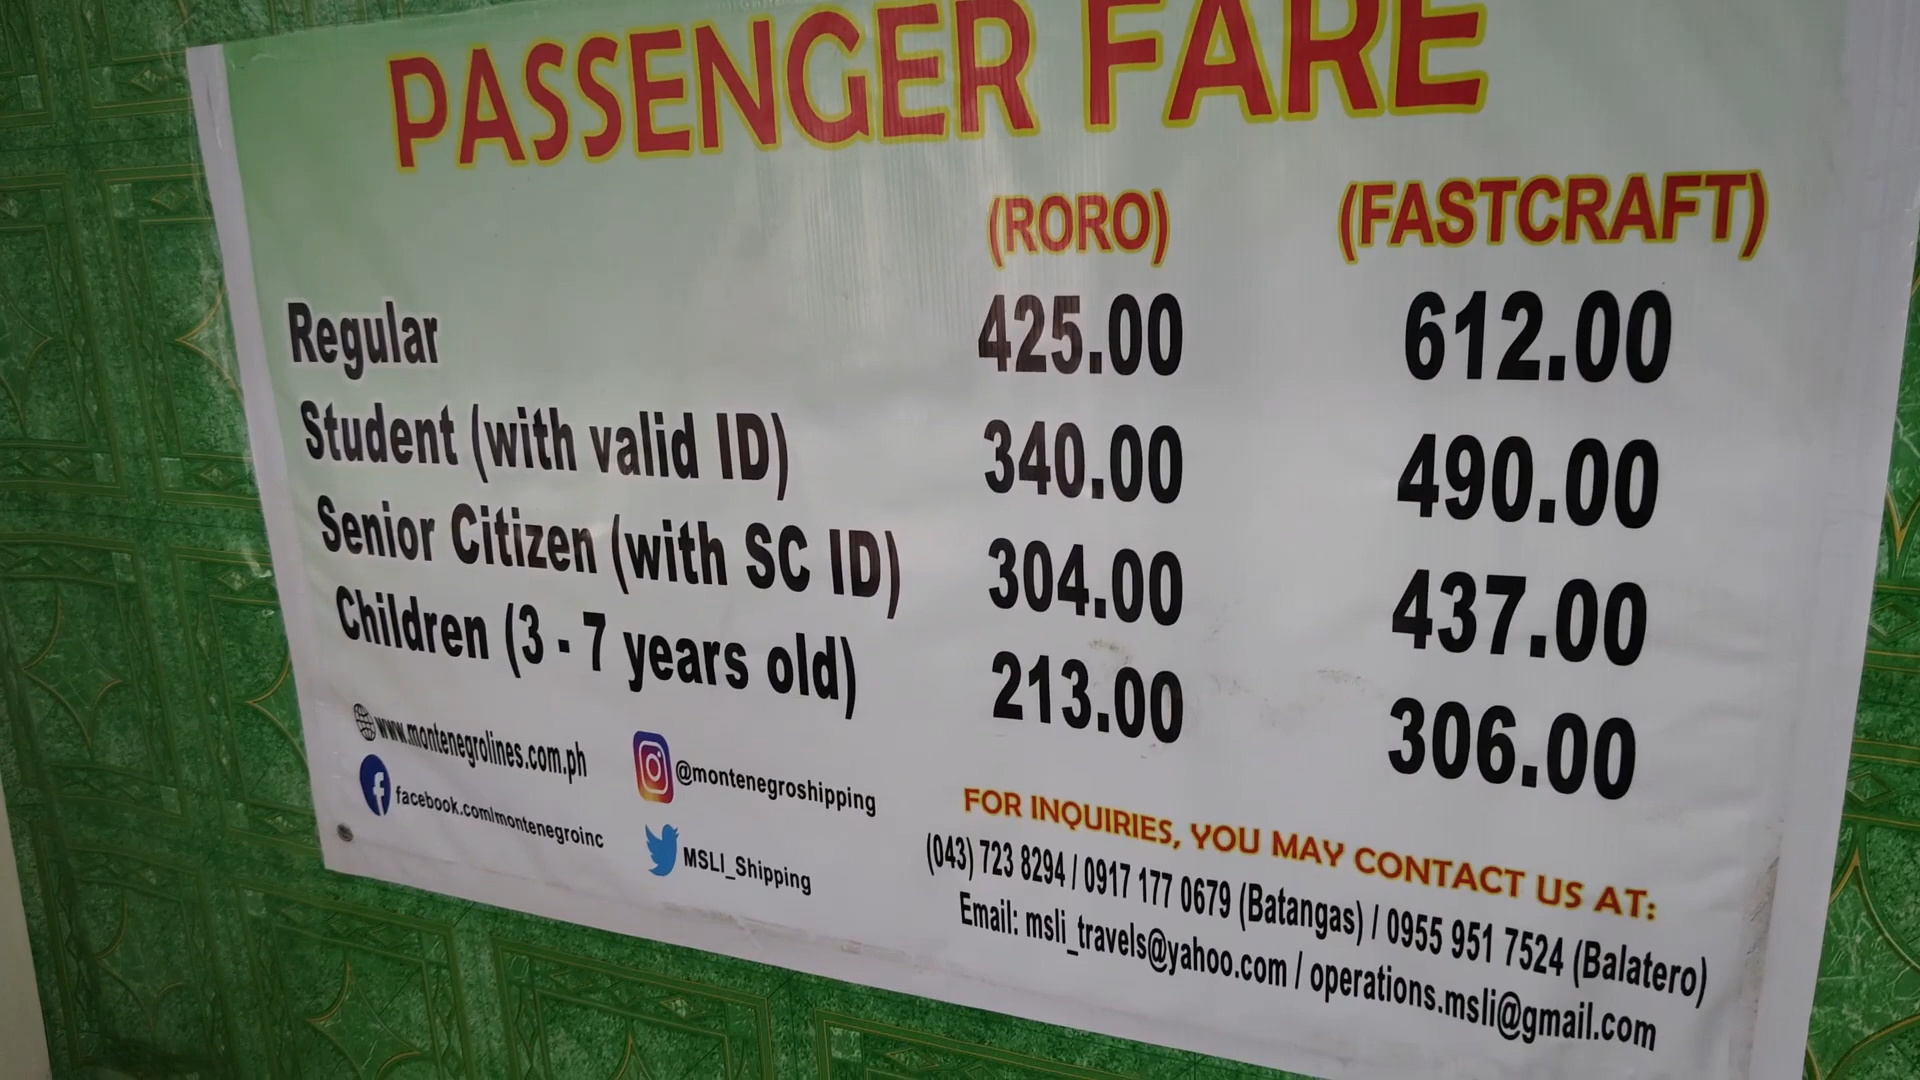 PASSENGER FARE
(RORO) (FASTCRAFT)
Regular 425.00 612.00
Student (with valid ID) 340.00 490.00
Senior Citizen (with SC ID) 304.00 437.00
Children (3 - 7 years old) 213.00 306.00
www.montenegrolines.com.ph
@montenegroshipping
facebook.com/montenegroinc
MSLI_Shipping
FOR INQUIRIES, YOU MAY CONTACT US AT:
(043) 723 8294 / 0917 177 0679 (Batangas) / 0955 951 7524 (Balatero)
Email: msli_travels@yahoo.com / operations.msli@gmail.com